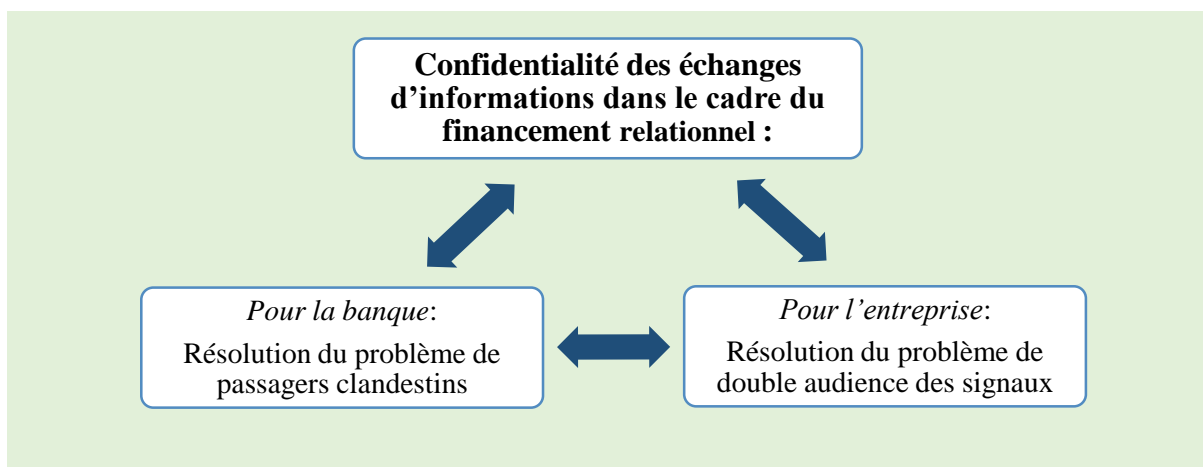 Confidentialité des échanges
d’informations dans le cadre du
financement relationnel :
Pour la banque:
Résolution du problème de
passagers clandestins
Pour l’entreprise:
Résolution du problème de
double audience des signaux